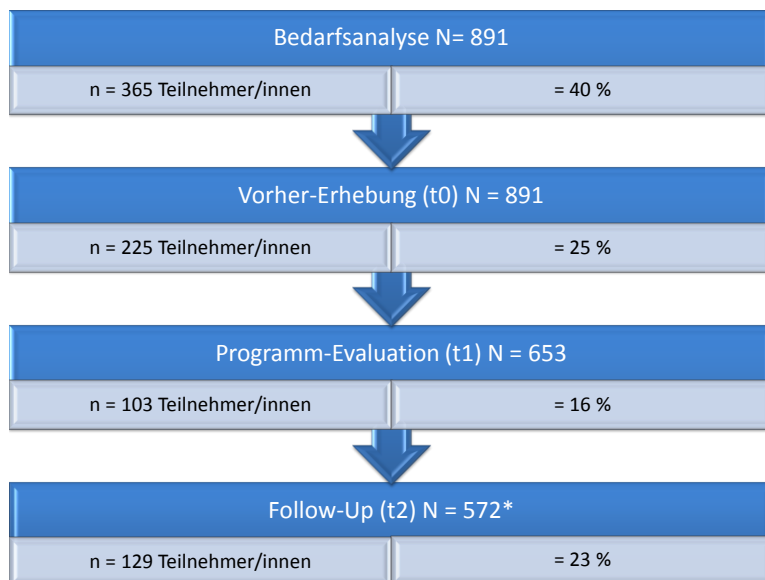 Bedarfsanalyse N= 891
n = 365 Teilnehmer/innen = 40 %
Vorher-Erhebung (t0) N = 891
n = 225 Teilnehmer/innen = 25 %
Programm-Evaluation (t1) N = 653
n = 103 Teilnehmer/innen = 16 %
Follow-Up (t2) N = 572*
n = 129 Teilnehmer/innen = 23 %